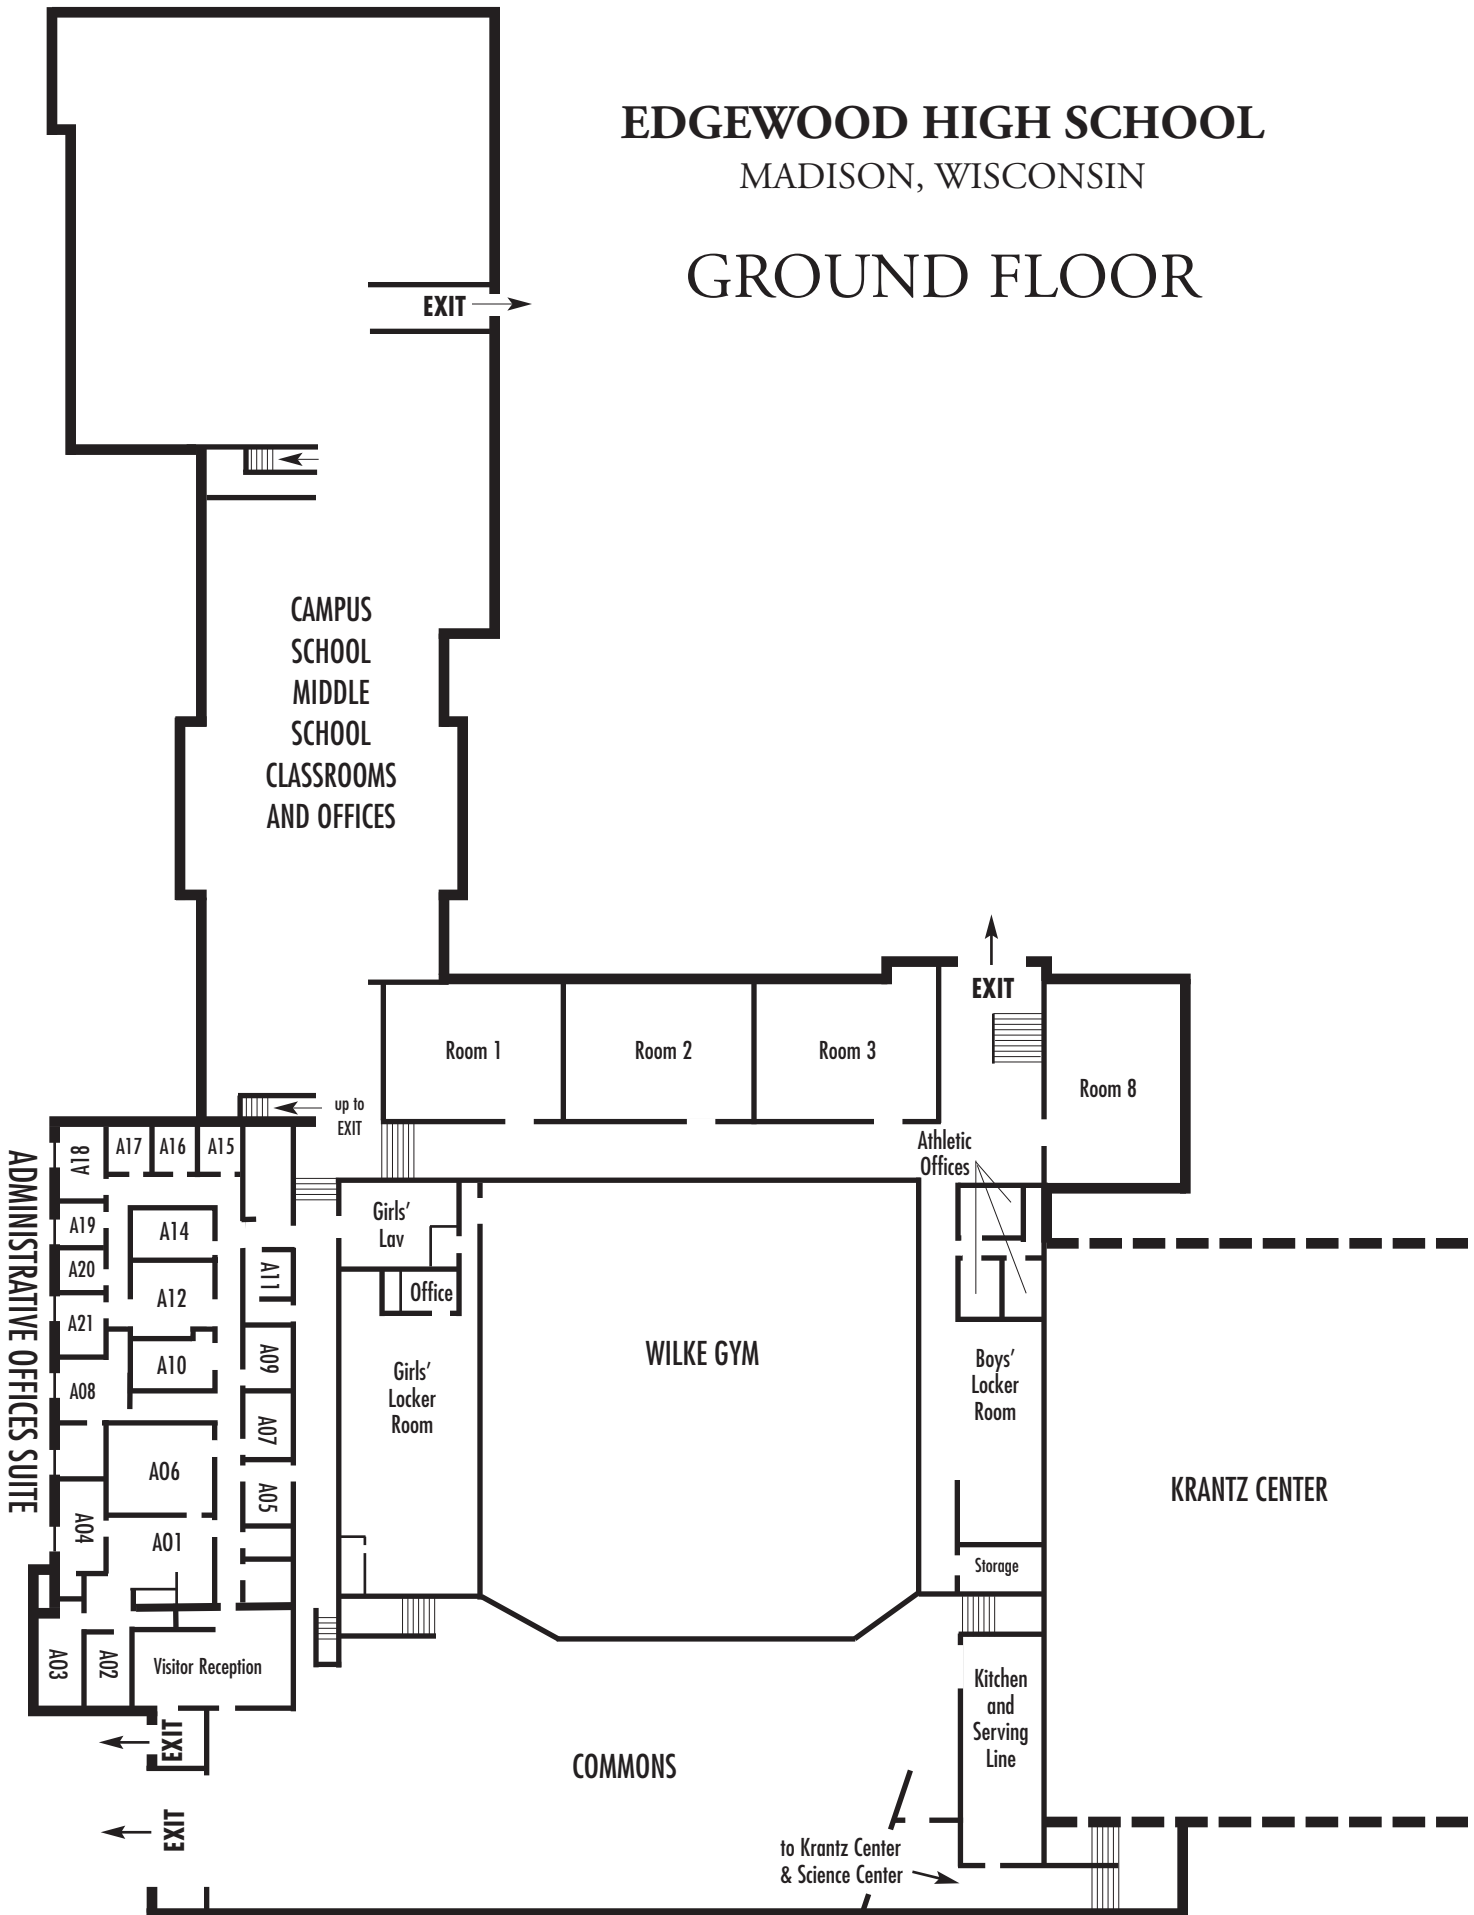 EDGEWOOD HIGH SCHOOL
MADISON, WISCONSIN
GROUND FLOOR
EXIT
CAMPUS
SCHOOL
MIDDLE
SCHOOL
CLASSROOMS
AND OFFICES
EXIT
Room 1
Room 2
Room 3
Room 8
up to
EXIT
Athletic
Offices
ADMINISTRATIVE OFFICES SUITE
A18
A17
A16
A15
A19
A14
A20
A12
A11
A21
A10
A09
A08
A07
A06
A05
A04
A01
A03
A02
Visitor Reception
Girls'
Lav
Office
Girls'
Locker
Room
WILKE GYM
Boys'
Locker
Room
KRANTZ CENTER
Storage
Kitchen
and
Serving
Line
EXIT
COMMONS
EXIT
to Krantz Center
& Science Center